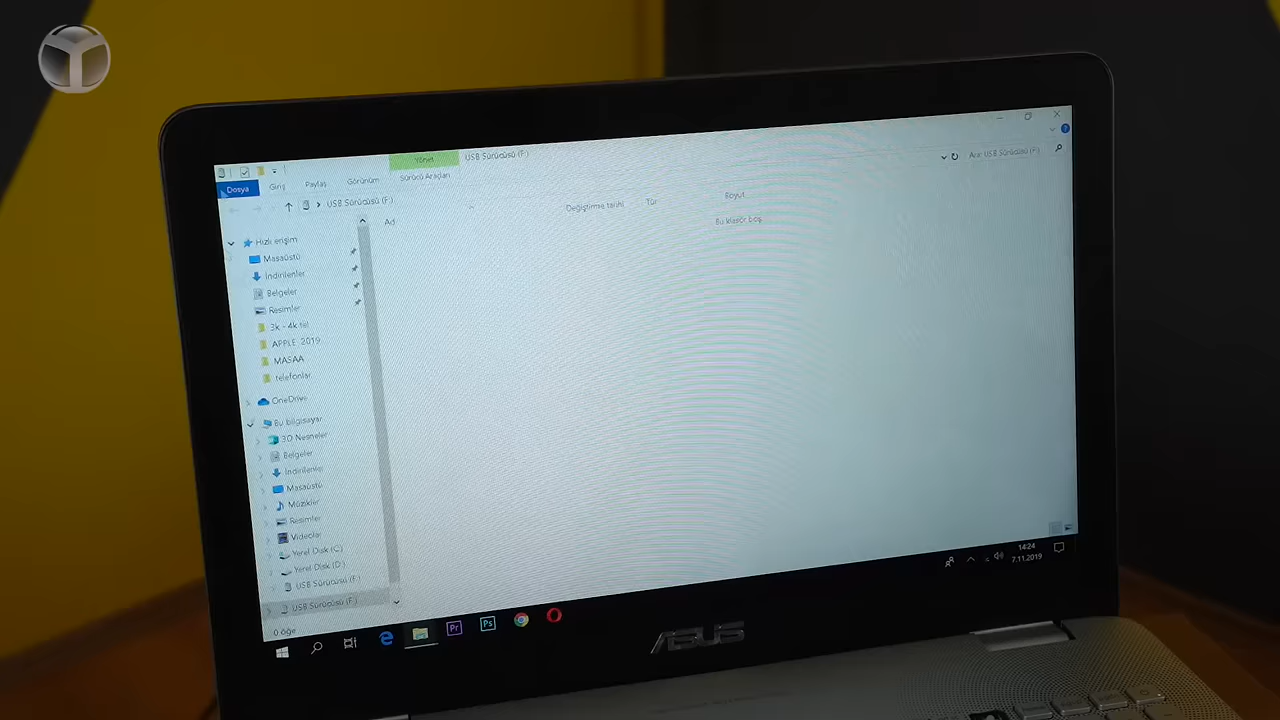 Yönet
USB Sürücüsü (F:)
Dosya
Giriş
Paylaş
Görünüm
Sürücü Araçları
USB Sürücüsü (F:)
Ara: USB Sürücüsü (F:)
Ad
Değiştirme tarihi
Tür
Boyut
Bu klasör boş.
Hızlı erişim
Masaüstü
İndirilenler
Belgeler
Resimler
3k - 4k tel
APPLE 2019
MASAA
telefonlar
OneDrive
Bu bilgisayar
3D Nesneler
Belgeler
İndirilenler
Masaüstü
Müzikler
Resimler
Videolar
Yerel Disk (C:)
Yerel Disk (D:)
USB Sürücüsü (F:)
USB Sürücüsü (F:)
0 öğe
Pr
Ps
14:24
7.11.2019
ASUS